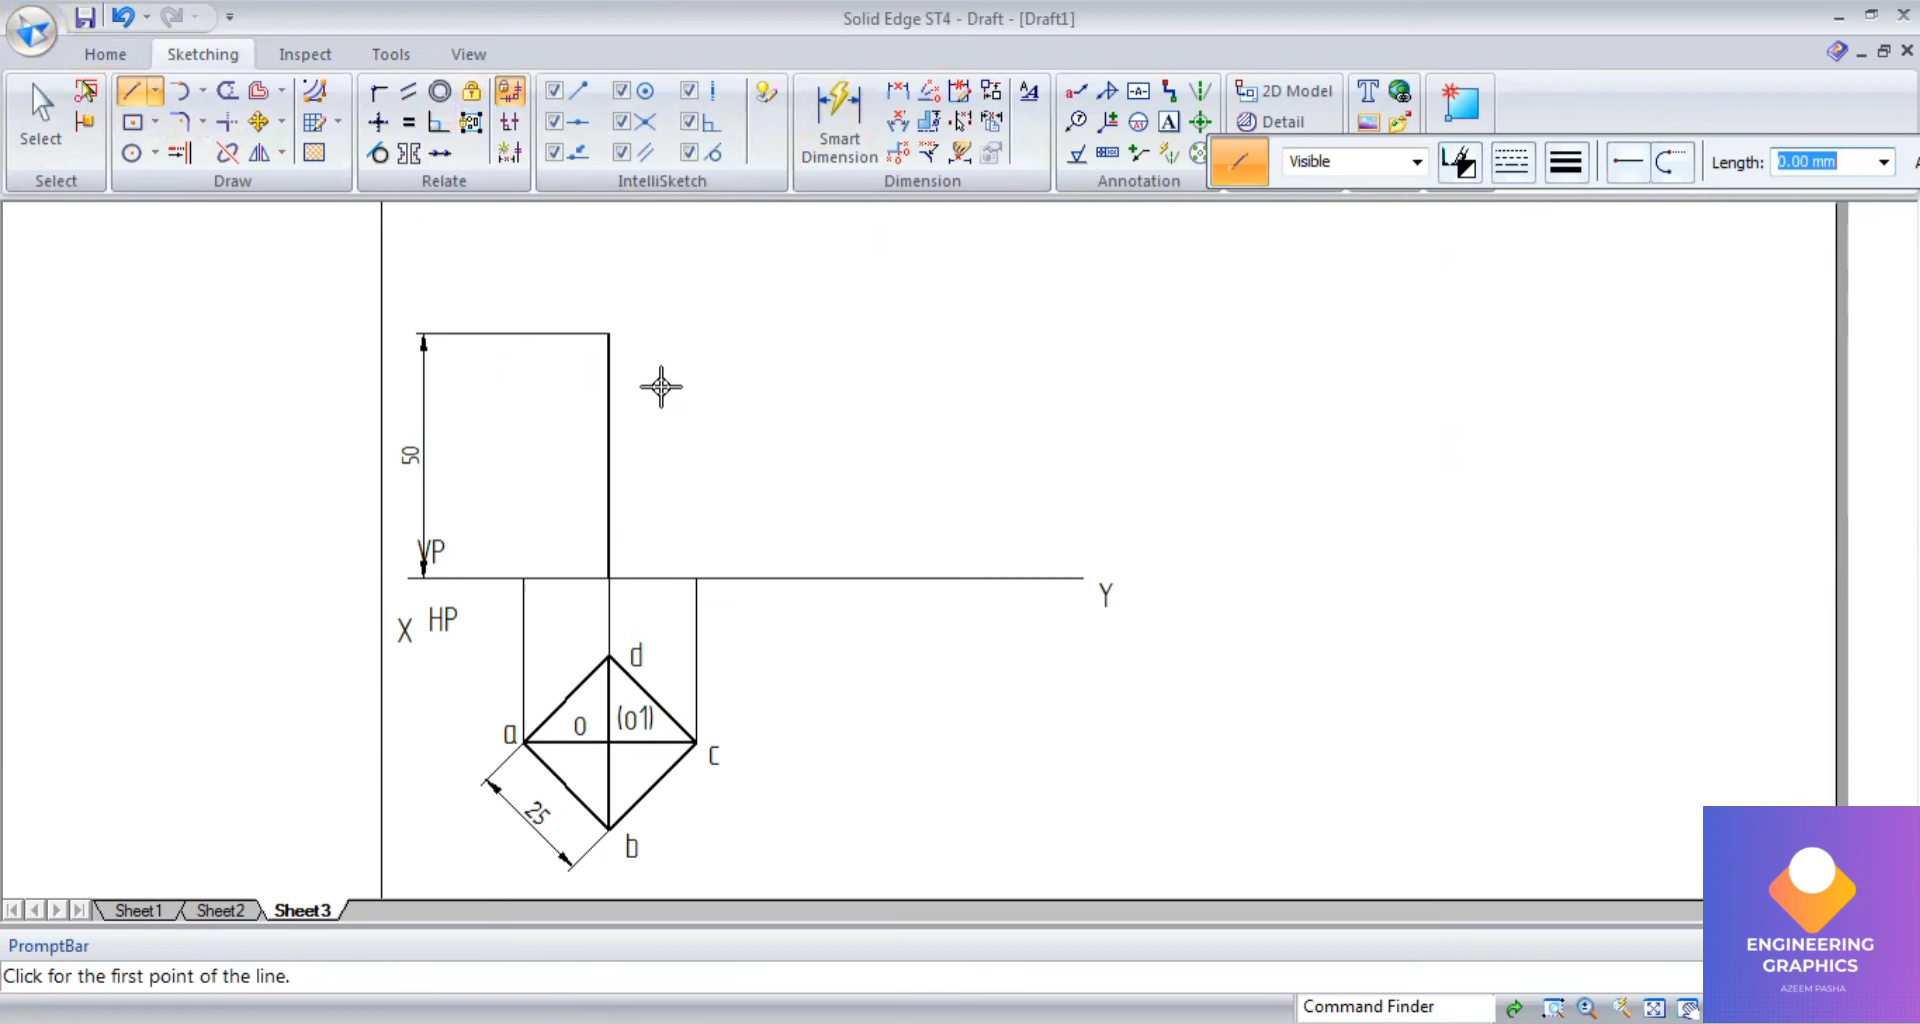 Solid Edge ST4 - Draft - [Draft1]
Home
Sketching
Inspect
Tools
View
Select
Select
Draw
Relate
IntelliSketch
Smart
Dimension
Dimension
A
A
Annotation
2D Model
Detail
Visible
Length:
0.00 mm
50
VP
HP
X
Y
d
a
o
(o1)
c
25
b
Sheet1
Sheet2
Sheet3
PromptBar
Click for the first point of the line.
Command Finder
ENGINEERING
GRAPHICS
AZEEM PASHA